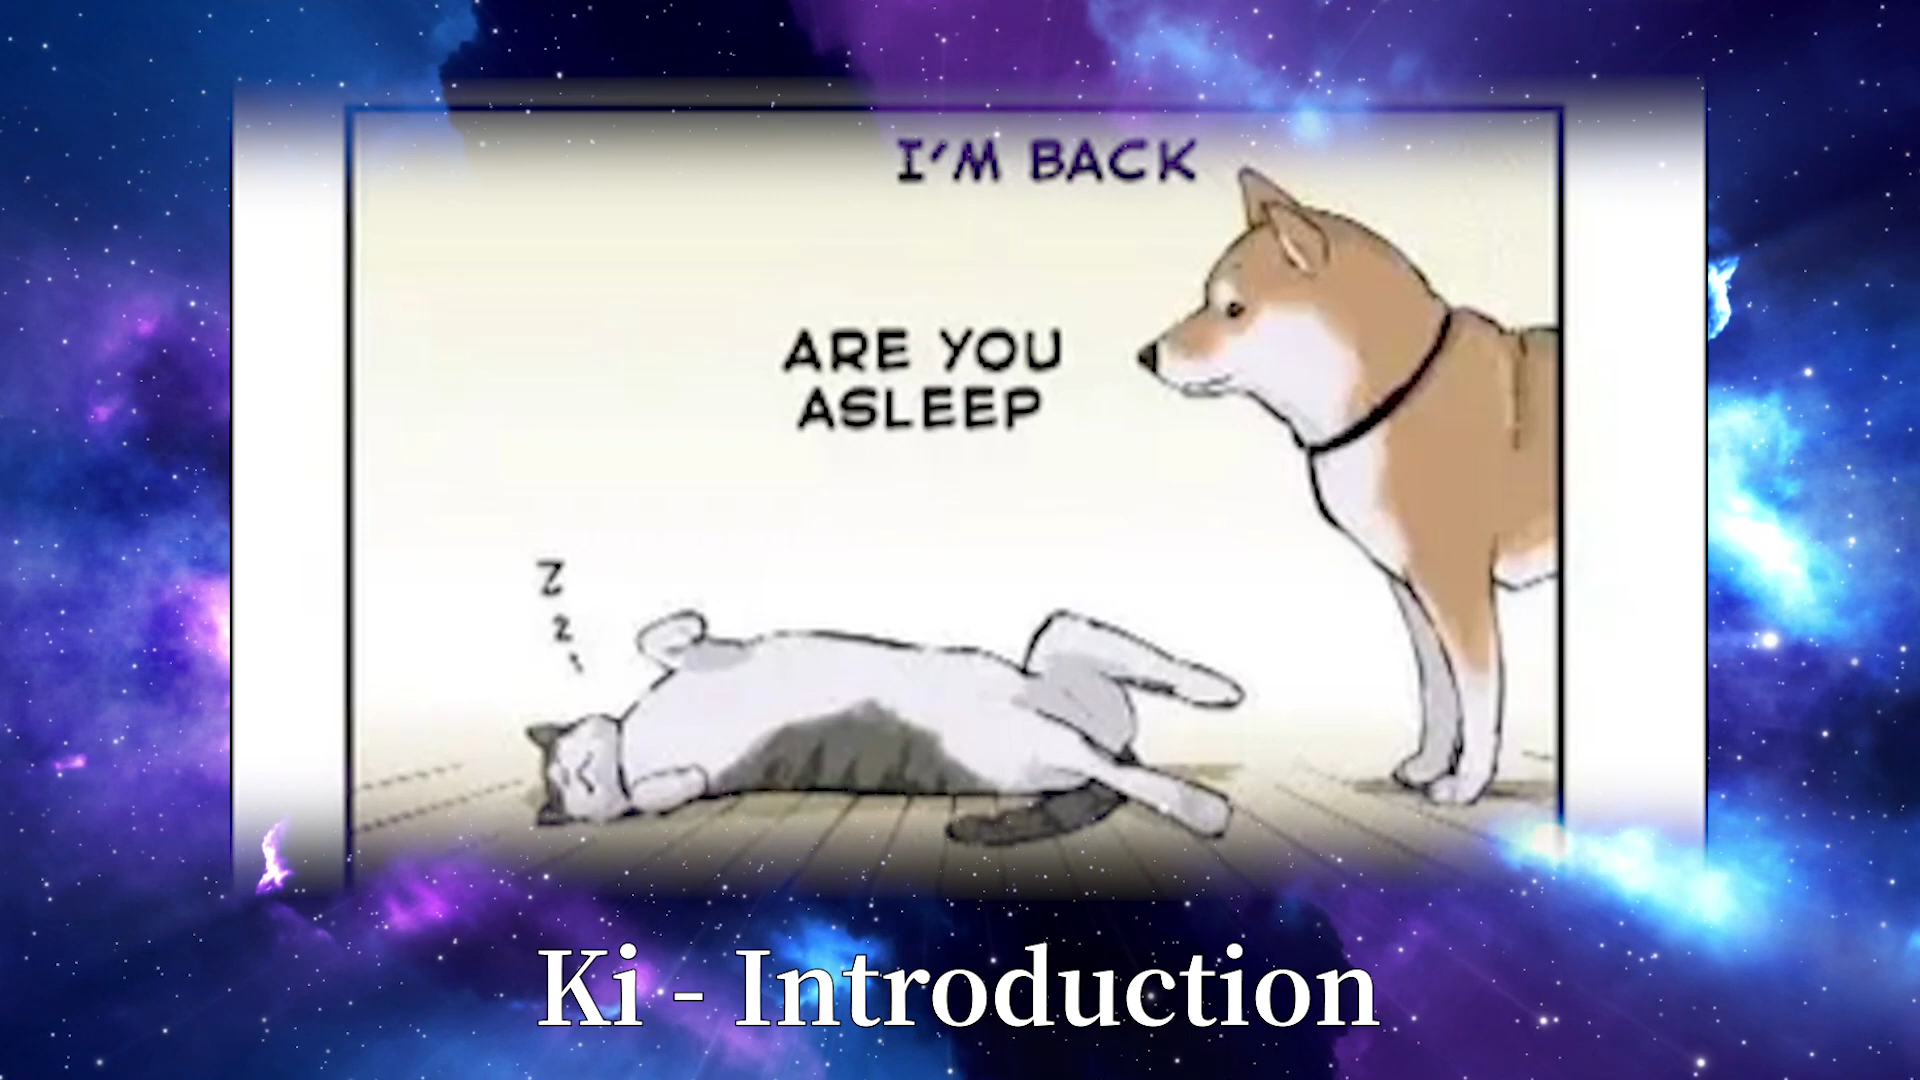 I'M BACK
ARE YOU
ASLEEP
Z
z
Ki - Introduction